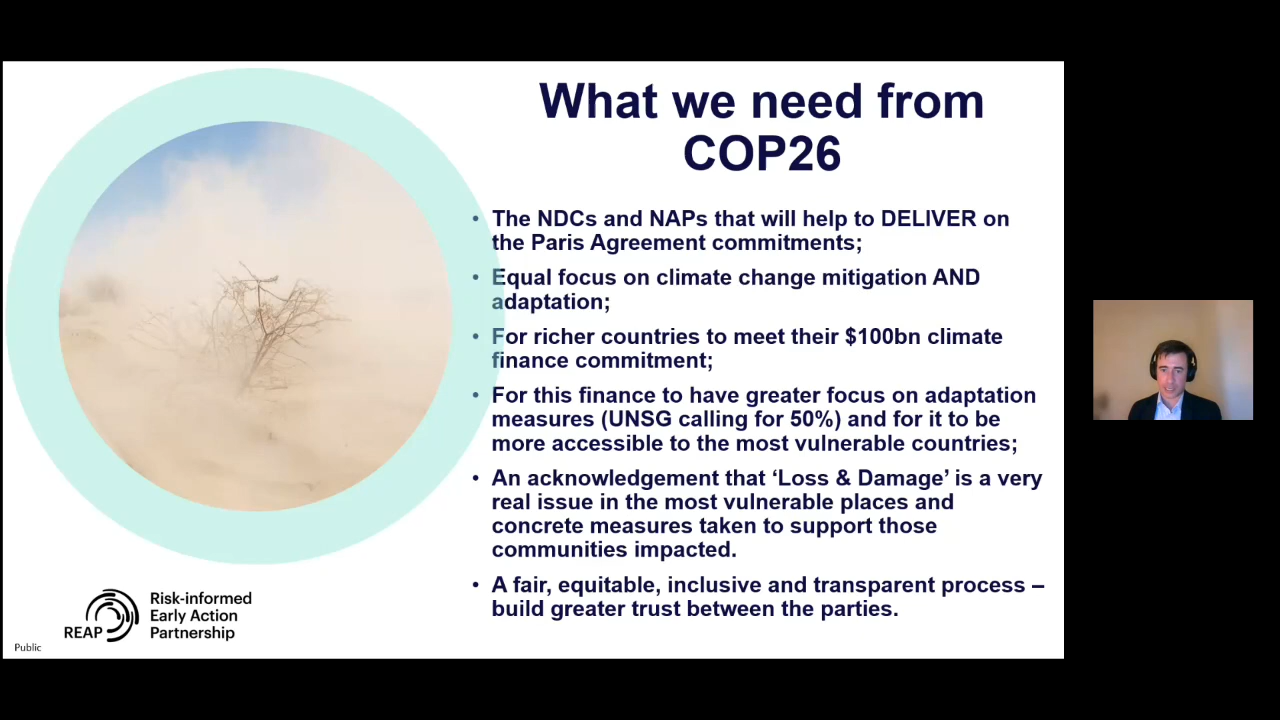 What we need from
COP26
• The NDCs and NAPs that will help to DELIVER on
the Paris Agreement commitments;
• Equal focus on climate change mitigation AND
adaptation;
• For richer countries to meet their $100bn climate
finance commitment;
• For this finance to have greater focus on adaptation
measures (UNSG calling for 50%) and for it to be
more accessible to the most vulnerable countries;
• An acknowledgement that ‘Loss & Damage’ is a very
real issue in the most vulnerable places and
concrete measures taken to support those
communities impacted.
• A fair, equitable, inclusive and transparent process –
build greater trust between the parties.
REAP
Risk-informed
Early Action
Partnership
Public